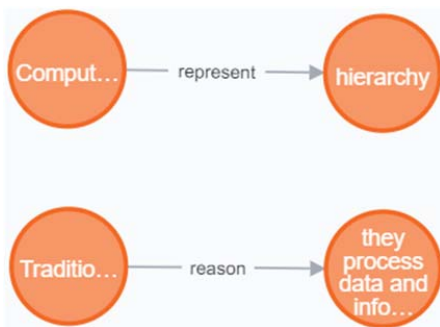 Comput...
represent
hierarchy
Traditio...
reason
they
process
data and
info...